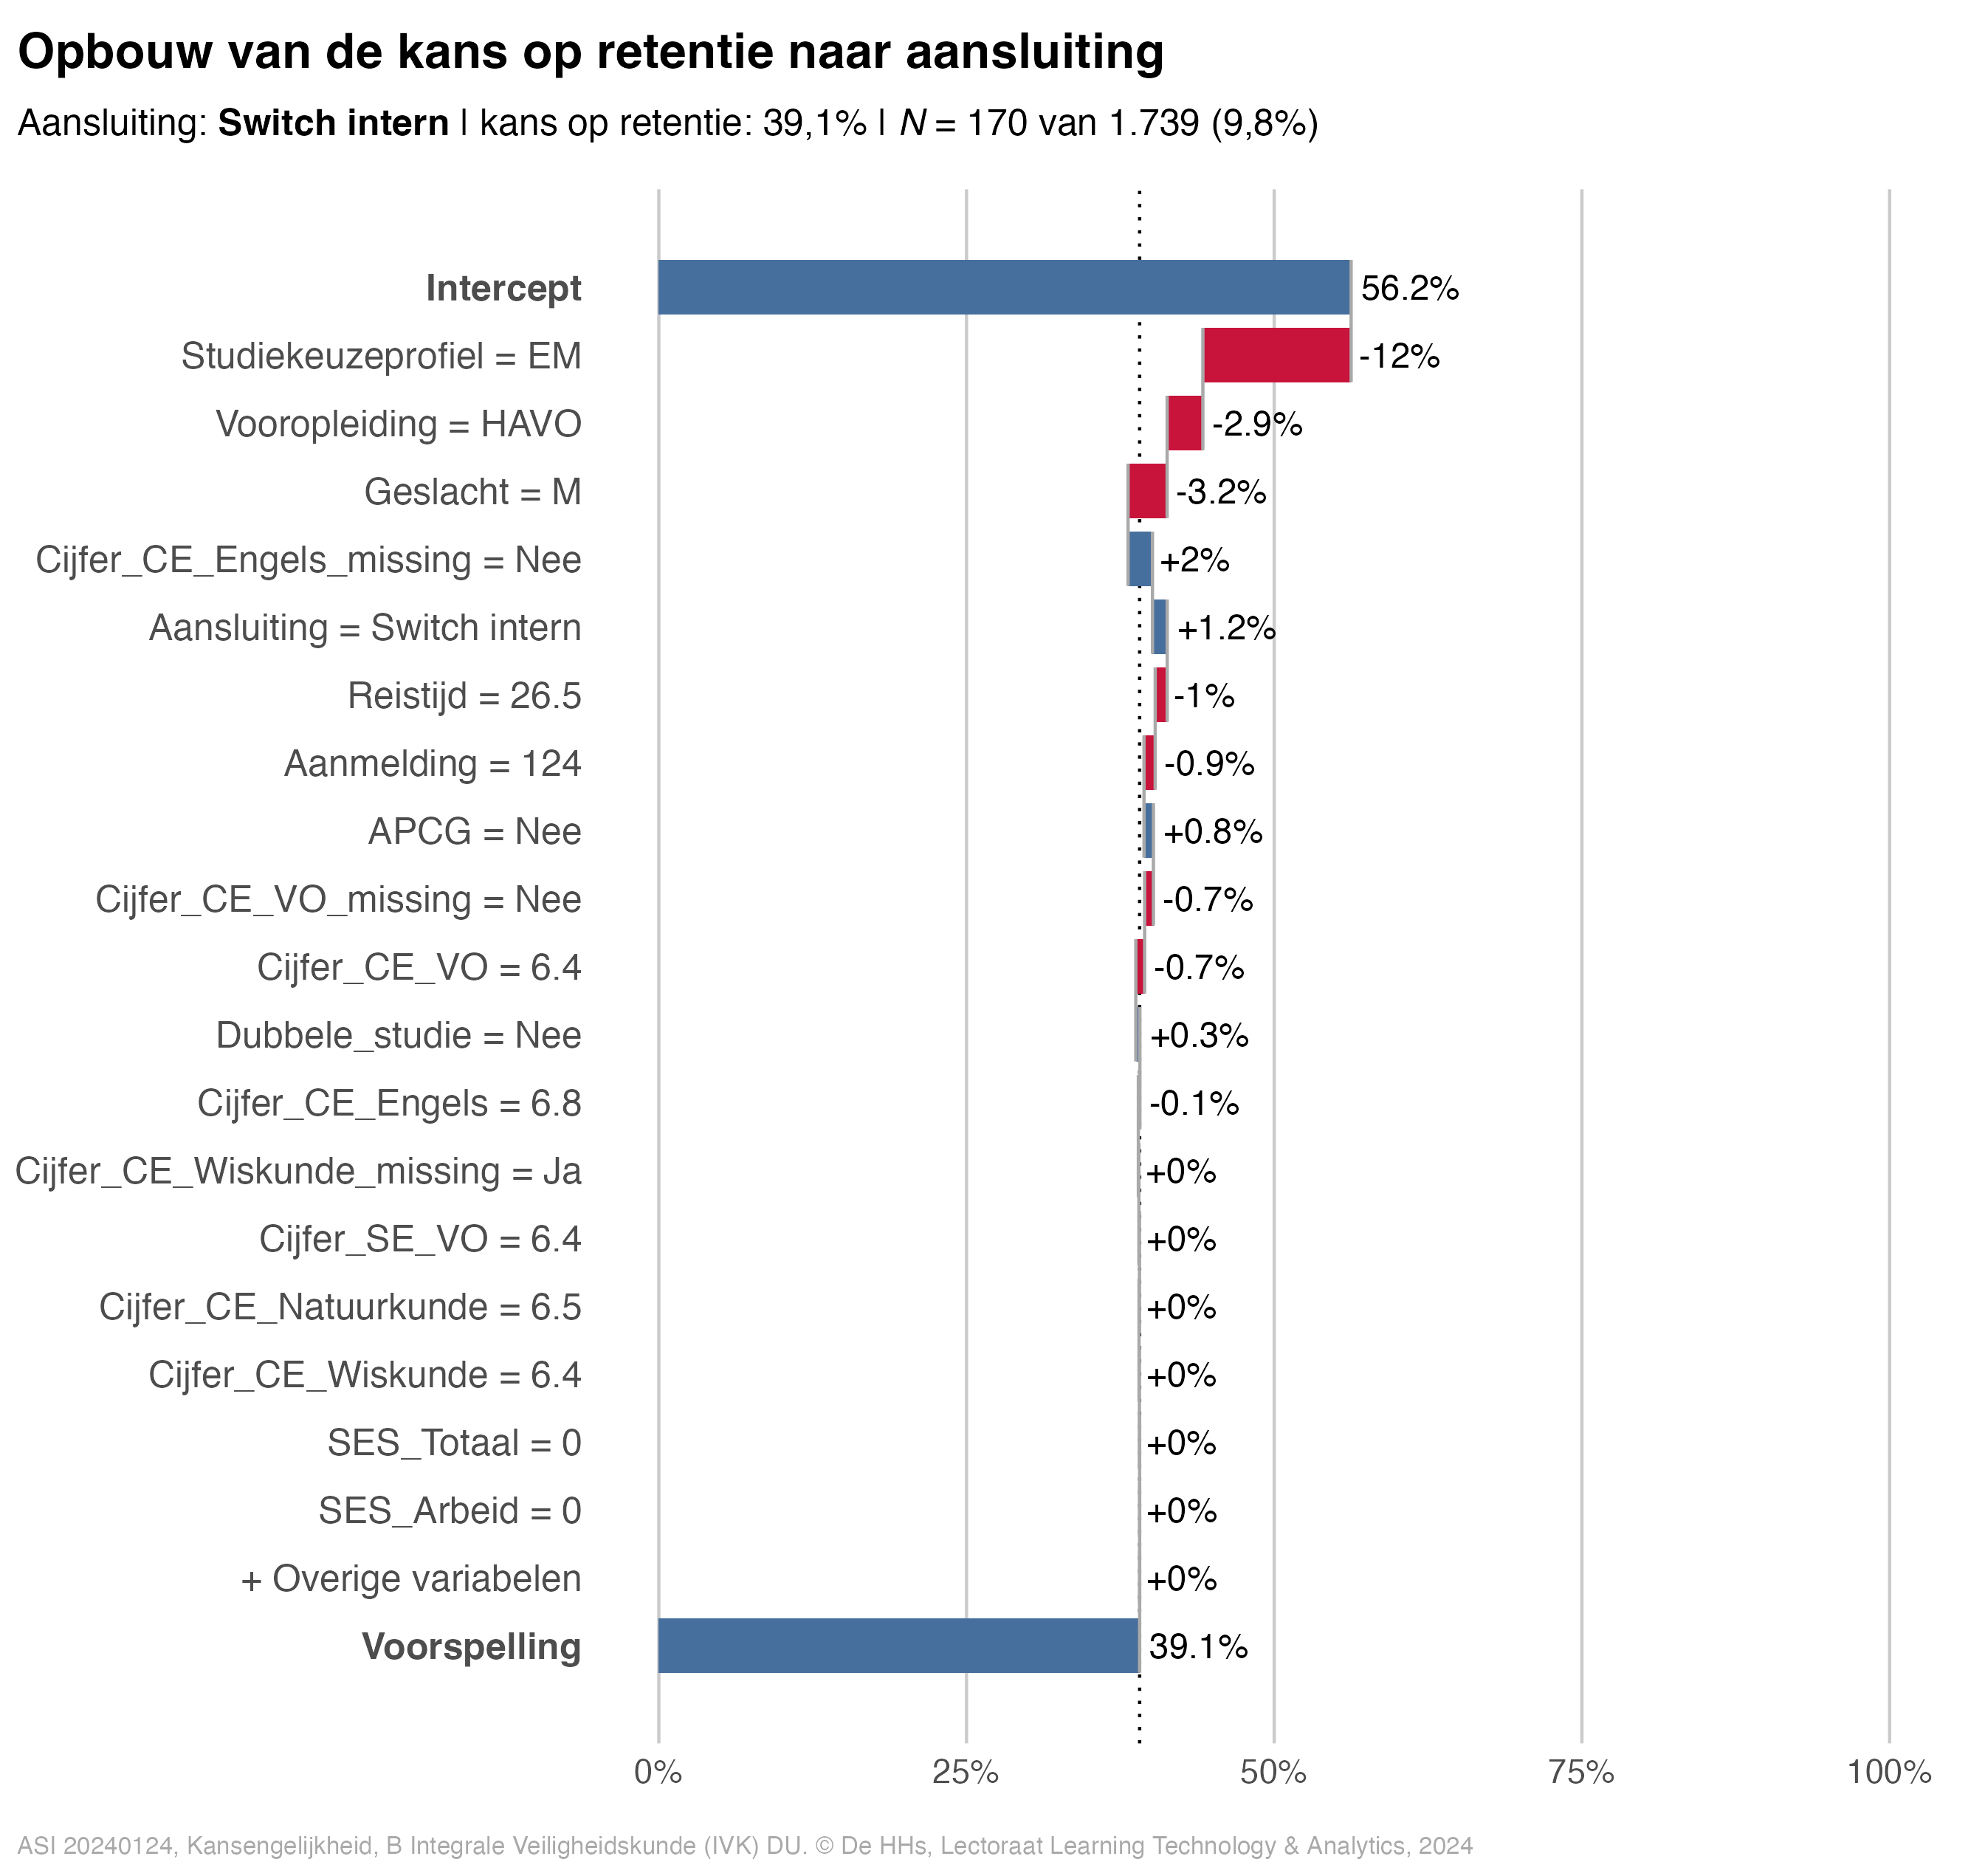 Opbouw van de kans op retentie naar aansluiting
Aansluiting: Switch intern | kans op retentie: 39,1% | N = 170 van 1.739 (9,8%)
Intercept 56.2%
Studiekeuzeprofiel = EM -12%
Vooropleiding = HAVO -2.9%
Geslacht = M -3.2%
Cijfer_CE_Engels_missing = Nee +2%
Aansluiting = Switch intern +1.2%
Reistijd = 26.5 -1%
Aanmelding = 124 -0.9%
APCG = Nee +0.8%
Cijfer_CE_VO_missing = Nee -0.7%
Cijfer_CE_VO = 6.4 -0.7%
Dubbele_studie = Nee +0.3%
Cijfer_CE_Engels = 6.8 -0.1%
Cijfer_CE_Wiskunde_missing = Ja +0%
Cijfer_SE_VO = 6.4 +0%
Cijfer_CE_Natuurkunde = 6.5 +0%
Cijfer_CE_Wiskunde = 6.4 +0%
SES_Totaal = 0 +0%
SES_Arbeid = 0 +0%
+ Overige variabelen +0%
Voorspelling 39.1%
0% 25% 50% 75% 100%
ASI 20240124, Kansengelijkheid, B Integrale Veiligheidskunde (IVK) DU. © De HHs, Lectoraat Learning Technology & Analytics, 2024